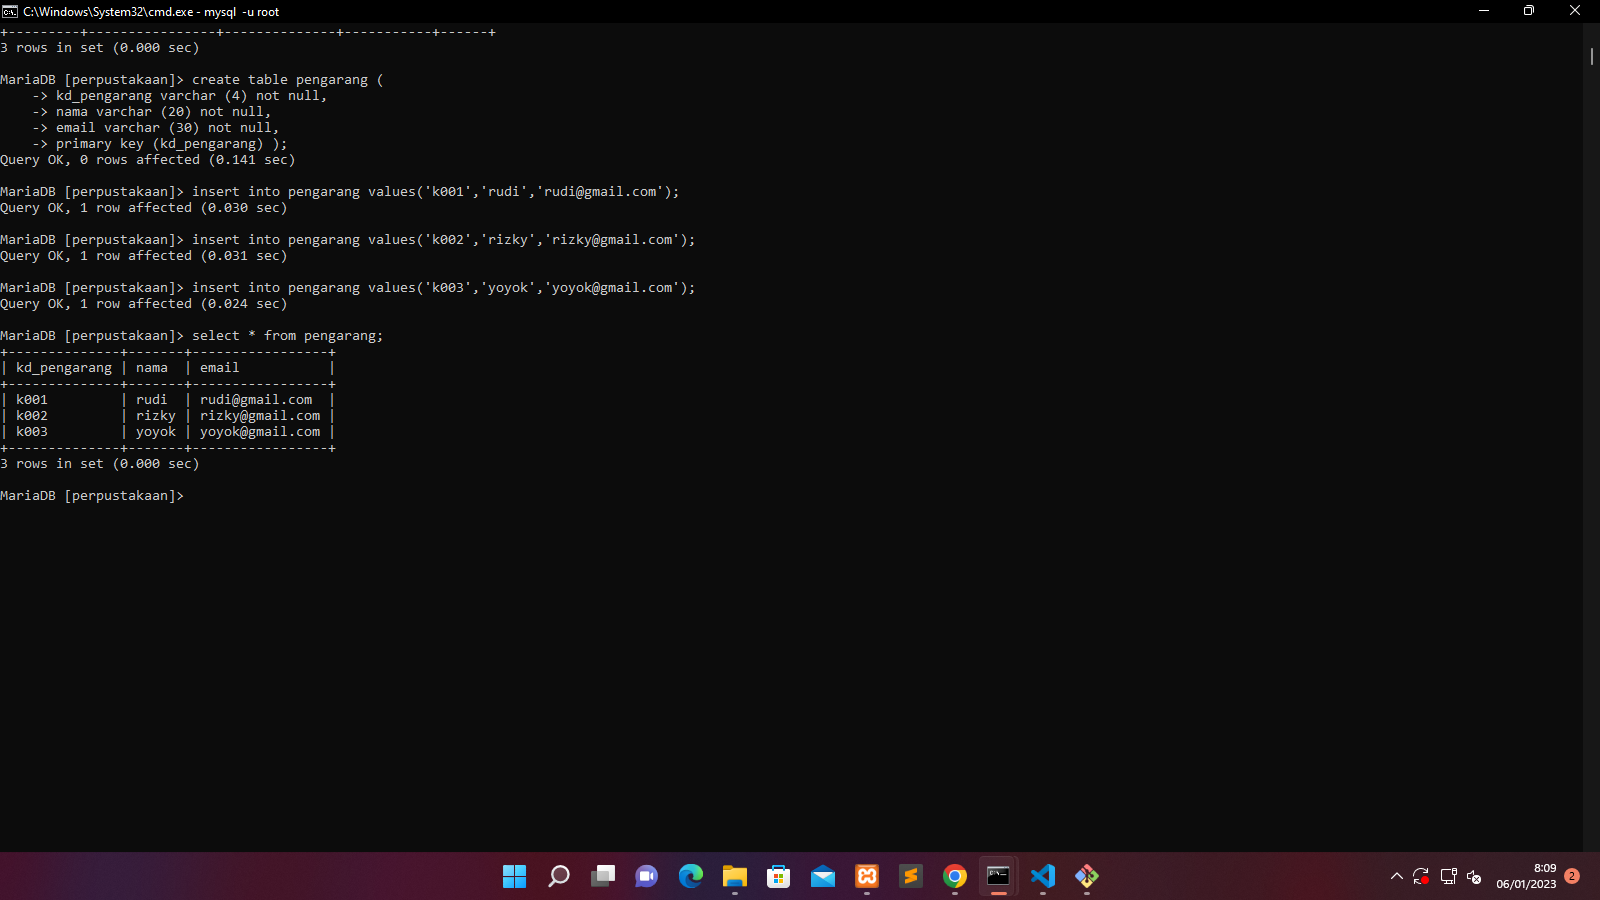 C:\Windows\System32\cmd.exe - mysql  -u root
+---------+----------------+--------------+-----------+------+
3 rows in set (0.000 sec)
MariaDB [perpustakaan]> create table pengarang (
    -> kd_pengarang varchar (4) not null,
    -> nama varchar (20) not null,
    -> email varchar (30) not null,
    -> primary key (kd_pengarang) );
Query OK, 0 rows affected (0.141 sec)
MariaDB [perpustakaan]> insert into pengarang values('k001','rudi','rudi@gmail.com');
Query OK, 1 row affected (0.030 sec)
MariaDB [perpustakaan]> insert into pengarang values('k002','rizky','rizky@gmail.com');
Query OK, 1 row affected (0.031 sec)
MariaDB [perpustakaan]> insert into pengarang values('k003','yoyok','yoyok@gmail.com');
Query OK, 1 row affected (0.024 sec)
MariaDB [perpustakaan]> select * from pengarang;
+--------------+-------+-----------------+
| kd_pengarang | nama  | email           |
+--------------+-------+-----------------+
| k001         | rudi  | rudi@gmail.com  |
| k002         | rizky | rizky@gmail.com |
| k003         | yoyok | yoyok@gmail.com |
+--------------+-------+-----------------+
3 rows in set (0.000 sec)
MariaDB [perpustakaan]>
8:09
06/01/2023
2